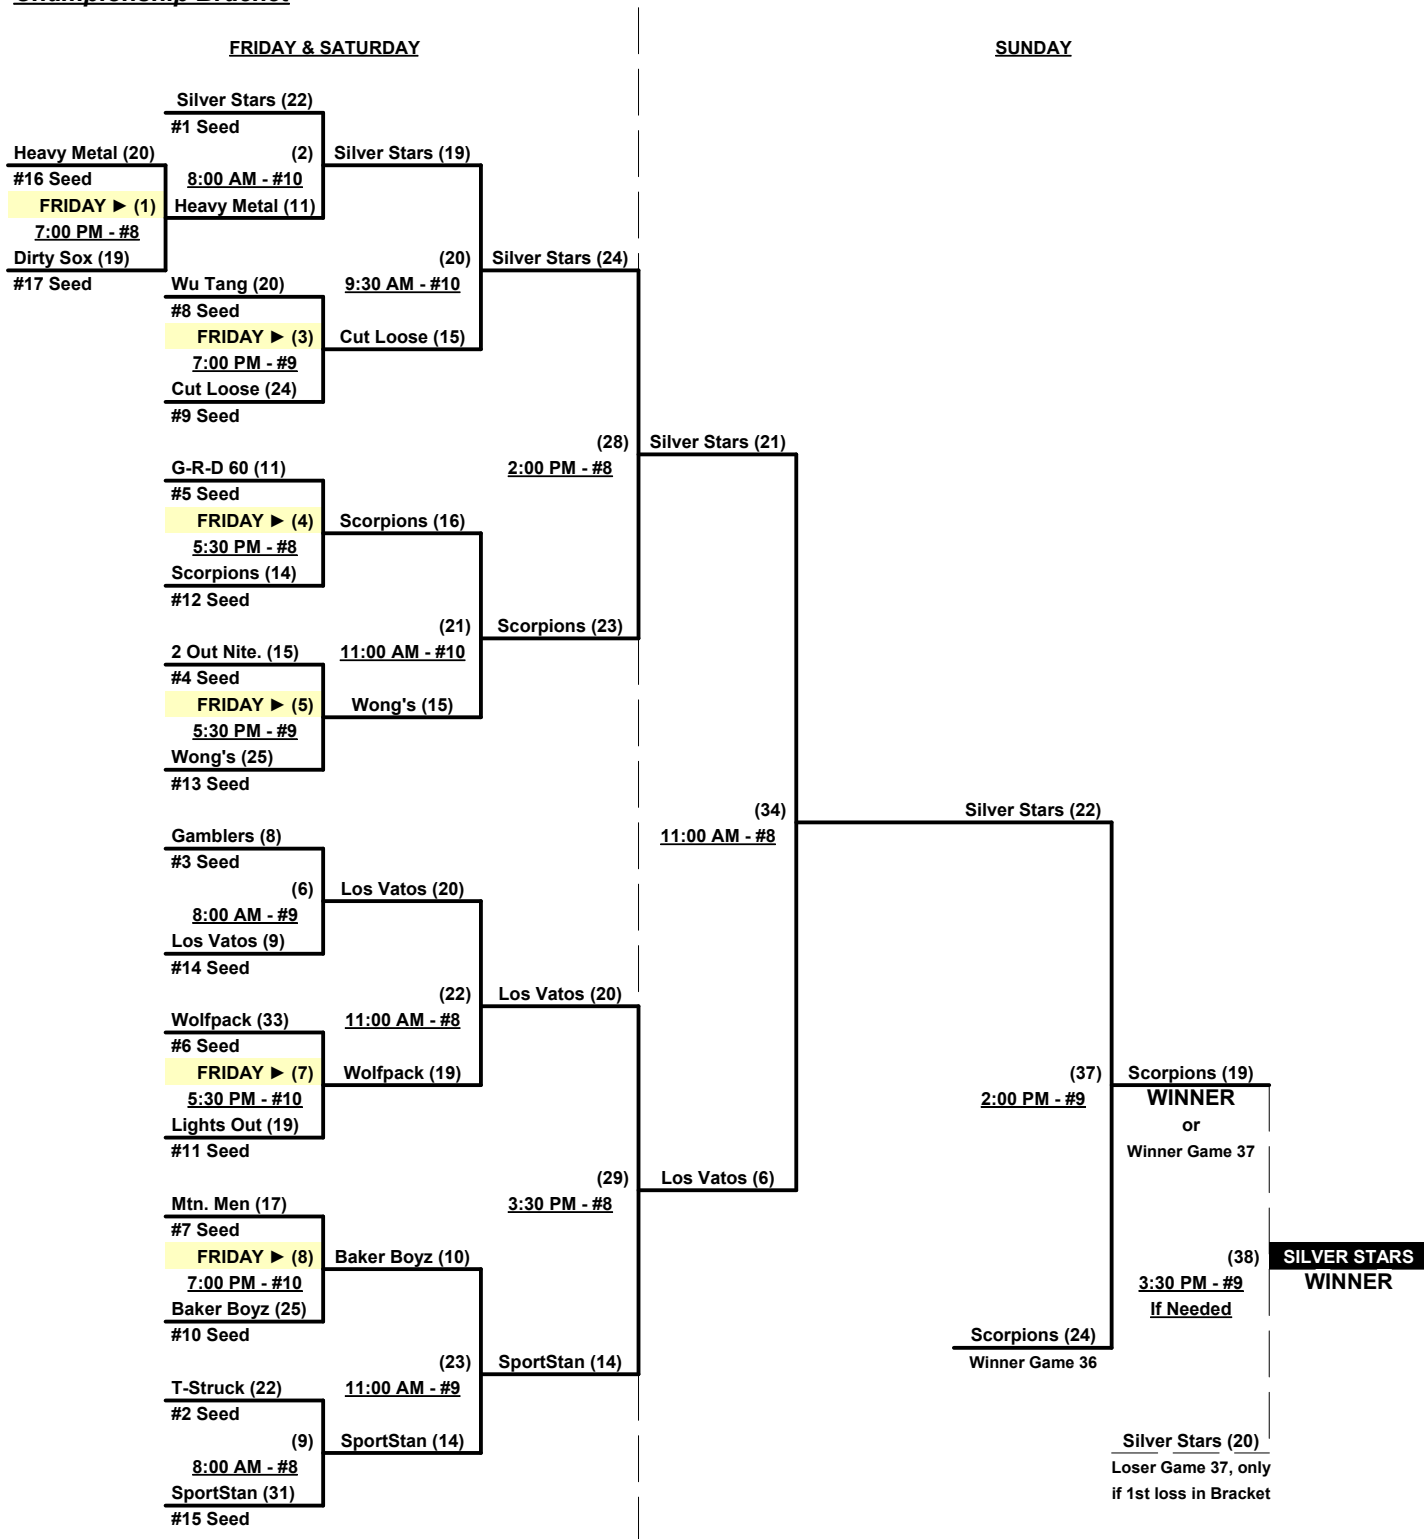 Championship Bracket
FRIDAY & SATURDAY
SUNDAY
Silver Stars (22)
#1 Seed
Heavy Metal (20)
(2)
Silver Stars (19)
#16 Seed
8:00 AM - #10
FRIDAY ► (1)
Heavy Metal (11)
7:00 PM - #8
Dirty Sox (19)
(20)
Silver Stars (24)
#17 Seed
Wu Tang (20)
9:30 AM - #10
#8 Seed
FRIDAY ► (3)
Cut Loose (15)
7:00 PM - #9
Cut Loose (24)
#9 Seed
(28)
Silver Stars (21)
G-R-D 60 (11)
2:00 PM - #8
#5 Seed
FRIDAY ► (4)
Scorpions (16)
5:30 PM - #8
Scorpions (14)
#12 Seed
(21)
Scorpions (23)
2 Out Nite. (15)
11:00 AM - #10
#4 Seed
FRIDAY ► (5)
Wong's (15)
5:30 PM - #9
Wong's (25)
#13 Seed
(34)
Silver Stars (22)
Gamblers (8)
11:00 AM - #8
#3 Seed
(6)
Los Vatos (20)
8:00 AM - #9
Los Vatos (9)
#14 Seed
(22)
Los Vatos (20)
Wolfpack (33)
11:00 AM - #8
#6 Seed
FRIDAY ► (7)
Wolfpack (19)
(37)
Scorpions (19)
5:30 PM - #10
2:00 PM - #9
WINNER
Lights Out (19)
or
#11 Seed
Winner Game 37
(29)
Los Vatos (6)
Mtn. Men (17)
3:30 PM - #8
#7 Seed
FRIDAY ► (8)
Baker Boyz (10)
(38)
SILVER STARS
7:00 PM - #10
3:30 PM - #9
WINNER
Baker Boyz (25)
If Needed
#10 Seed
Scorpions (24)
(23)
SportStan (14)
Winner Game 36
T-Struck (22)
11:00 AM - #9
#2 Seed
(9)
SportStan (14)
Silver Stars (20)
8:00 AM - #8
Loser Game 37, only
SportStan (31)
if 1st loss in Bracket
#15 Seed